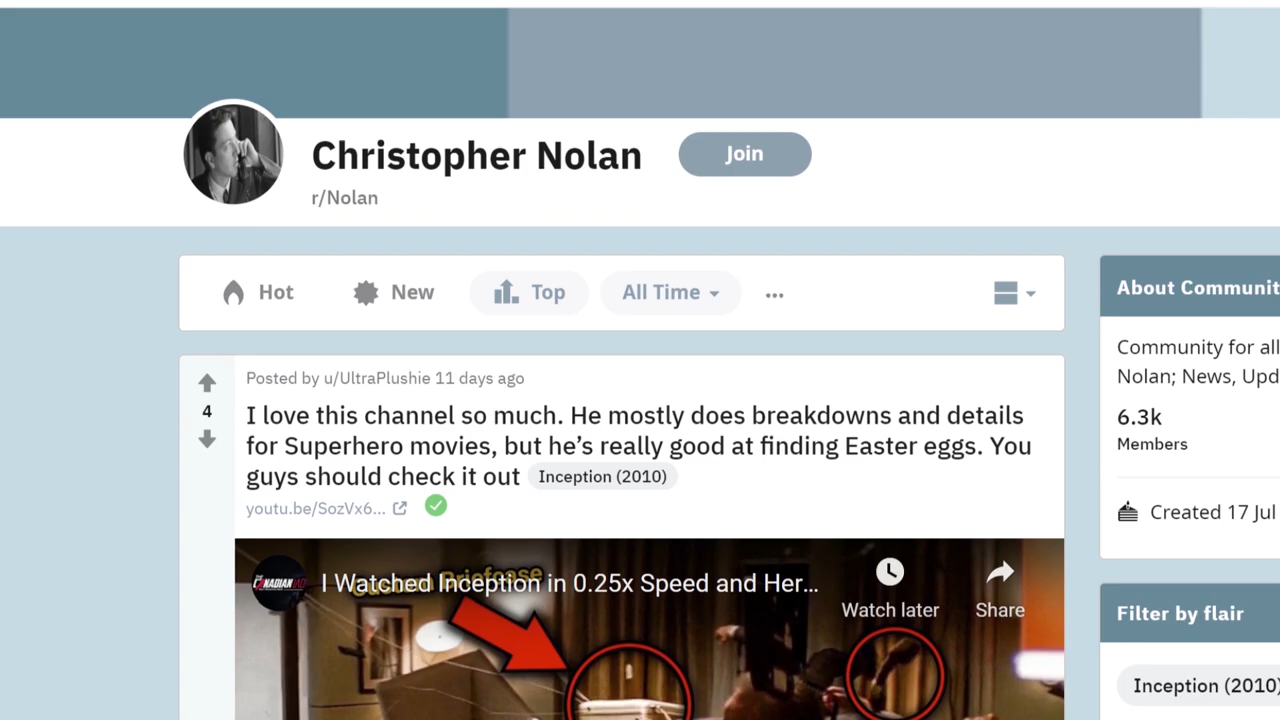 Christopher Nolan
Join
r/Nolan
Hot
New
Top
All Time
...
About Communit
Community for all
Nolan; News, Upd
6.3k
Members
Created 17 Jul
Filter by flair
Inception (2010)
4
Posted by u/UltraPlushie 11 days ago
I love this channel so much. He mostly does breakdowns and details
for Superhero movies, but he’s really good at finding Easter eggs. You
guys should check it out Inception (2010)
youtu.be/SozVx6...
I Watched Inception in 0.25x Speed and Her...
Watch later
Share